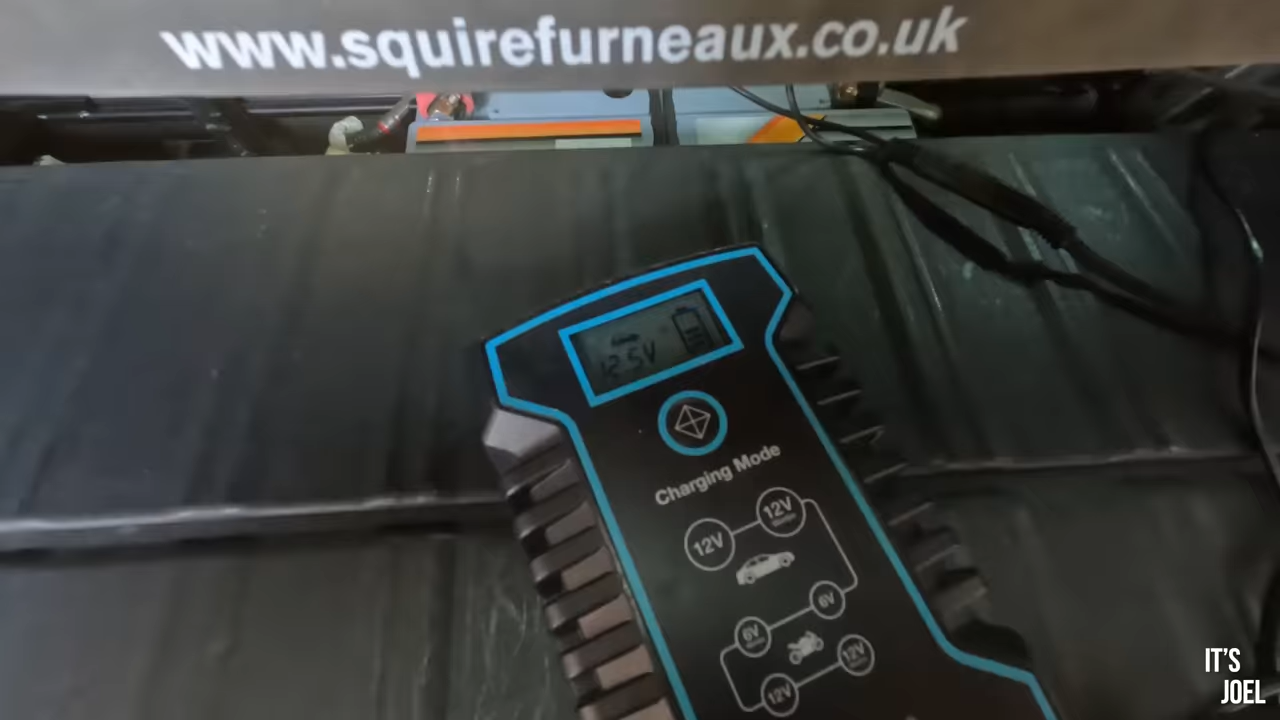 www.squirefurneaux.co.uk
12.5V
Charging Mode
12V
12V
6V
6V
12V
12V
IT'S
JOEL